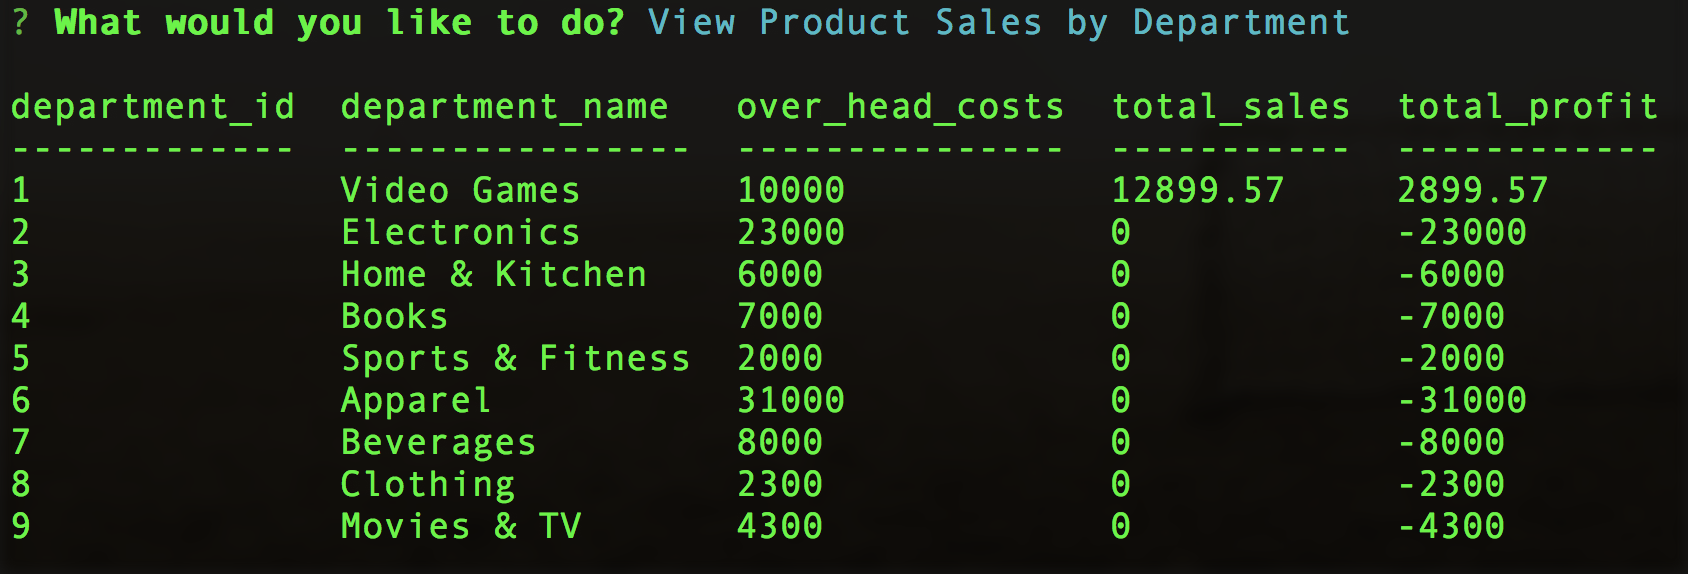 ? What would you like to do? View Product Sales by Department
department_id  department_name   over_head_costs  total_sales  total_profit
-------------  ----------------  ---------------  -----------  ------------
1              Video Games       10000            12899.57     2899.57
2              Electronics       23000            0            -23000
3              Home & Kitchen    6000             0            -6000
4              Books             7000             0            -7000
5              Sports & Fitness  2000             0            -2000
6              Apparel           31000            0            -31000
7              Beverages         8000             0            -8000
8              Clothing          2300             0            -2300
9              Movies & TV       4300             0            -4300